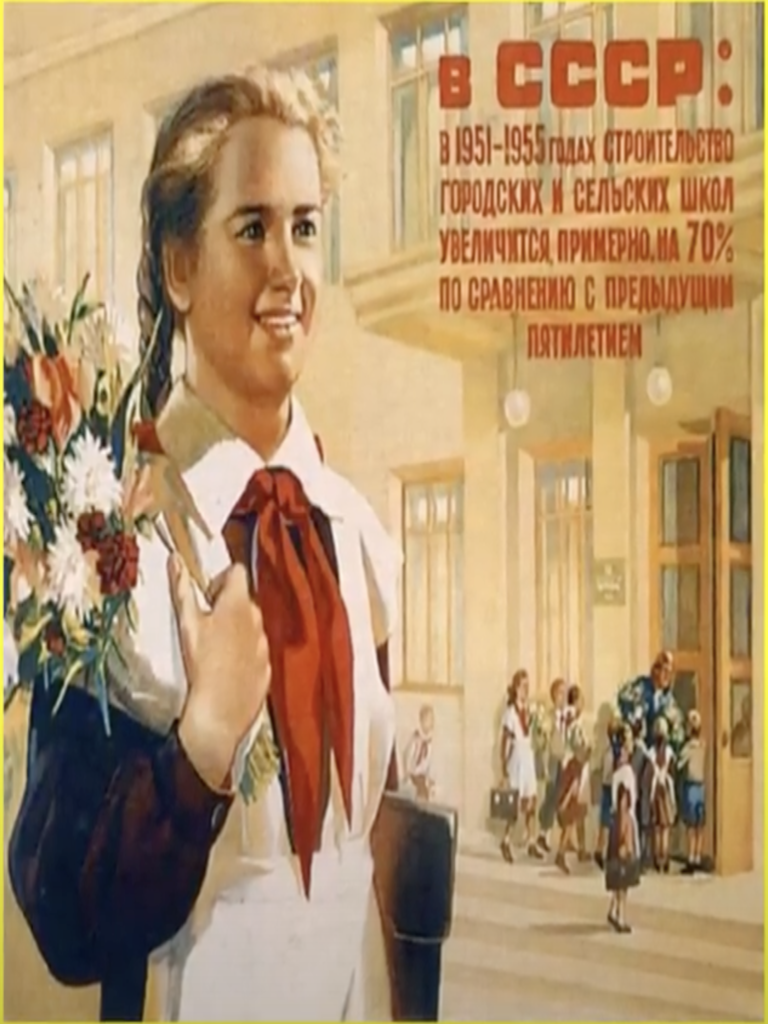 В СССР:
В 1951-1955 ГОДАХ СТРОИТЕЛЬСТВО
ГОРОДСКИХ И СЕЛЬСКИХ ШКОЛ
УВЕЛИЧИТСЯ, ПРИМЕРНО, НА 70%
ПО СРАВНЕНИЮ С ПРЕДЫДУЩИМ
ПЯТИЛЕТИЕМ